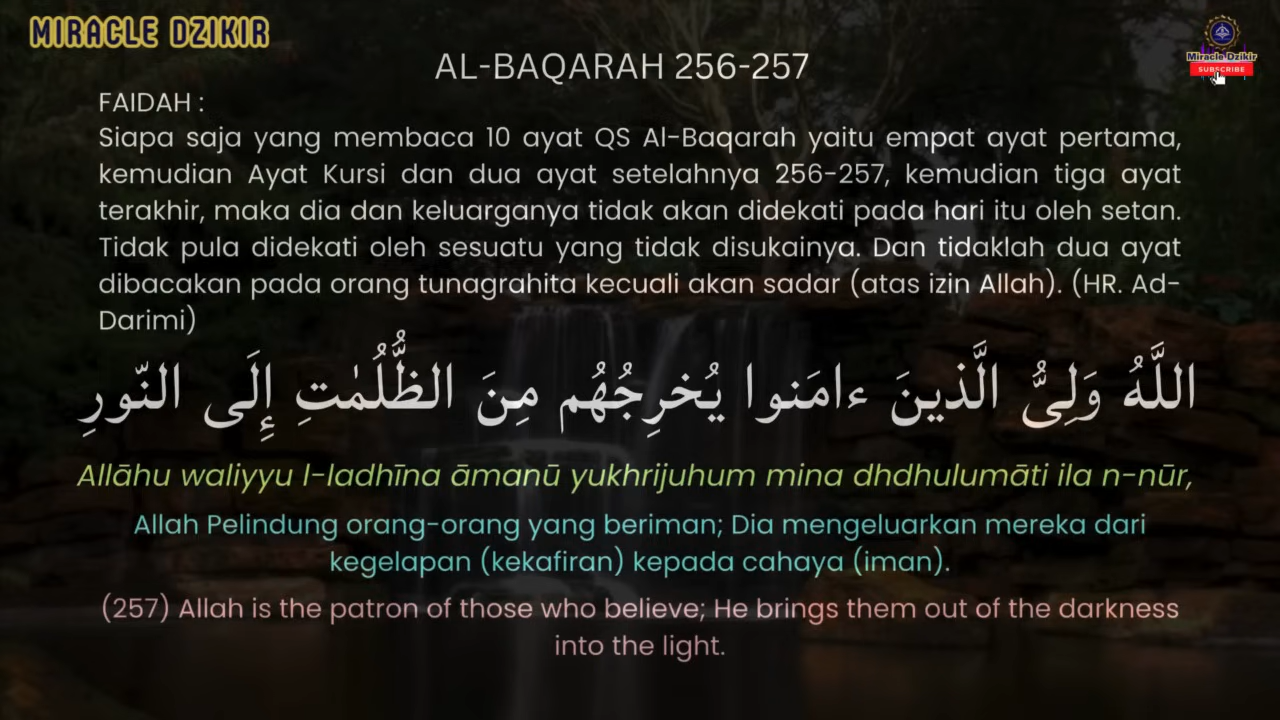 MIRACLE DZIKIR
Miracle Dzikir
SUBSCRIBE
AL-BAQARAH 256-257
FAIDAH :
Siapa saja yang membaca 10 ayat QS Al-Baqarah yaitu empat ayat pertama,
kemudian Ayat Kursi dan dua ayat setelahnya 256-257, kemudian tiga ayat
terakhir, maka dia dan keluarganya tidak akan didekati pada hari itu oleh setan.
Tidak pula didekati oleh sesuatu yang tidak disukainya. Dan tidaklah dua ayat
dibacakan pada orang tunagrahita kecuali akan sadar (atas izin Allah). (HR. Ad-
Darimi)
اللَّهُ وَلِىُّ الَّذينَ ءامَنوا يُخرِجُهُم مِنَ الظُّلُمٰتِ إِلَى النّورِ
Allāhu waliyyu l-ladhīna āmanū yukhrijuhum mina dhdhulumāti ila n-nūr,
Allah Pelindung orang-orang yang beriman; Dia mengeluarkan mereka dari
kegelapan (kekafiran) kepada cahaya (iman).
(257) Allah is the patron of those who believe; He brings them out of the darkness
into the light.